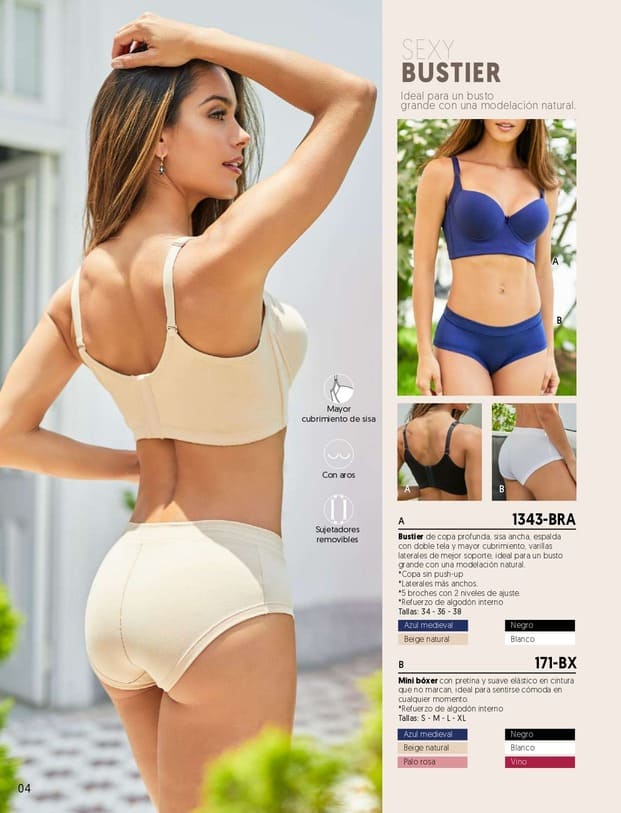 SEXY
BUSTIER
Ideal para un busto
grande con una modelación natural.
A
B
Mayor
cubrimiento de sisa
Con aros
Sujetadores
removibles
A
B
A
1343-BRA
Bustier de copa profunda, sisa ancha, espalda
con doble tela y mayor cubrimiento, varillas
laterales de mejor soporte, ideal para un busto
grande con una modelación natural.
*Copa sin push-up
*Laterales más anchos.
*5 broches con 2 niveles de ajuste.
*Refuerzo de algodón interno
Tallas: 34 - 36 - 38
Azul medieval
Negro
Beige natural
Blanco
B
171-BX
Mini bóxer con pretina y suave elástico en cintura
que no marcan, ideal para sentirse cómoda en
cualquier momento.
*Refuerzo de algodón interno
Tallas: S - M - L - XL
Azul medieval
Negro
Beige natural
Blanco
Palo rosa
Vino
04